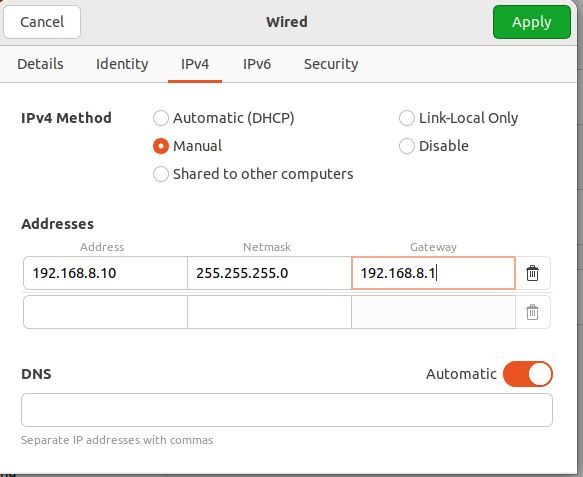 Cancel Wired Apply
Details Identity IPv4 IPv6 Security
IPv4 Method Automatic (DHCP) Link-Local Only
Manual Disable
Shared to other computers
Addresses
Address Netmask Gateway
192.168.8.10 255.255.255.0 192.168.8.1
DNS Automatic
Separate IP addresses with commas